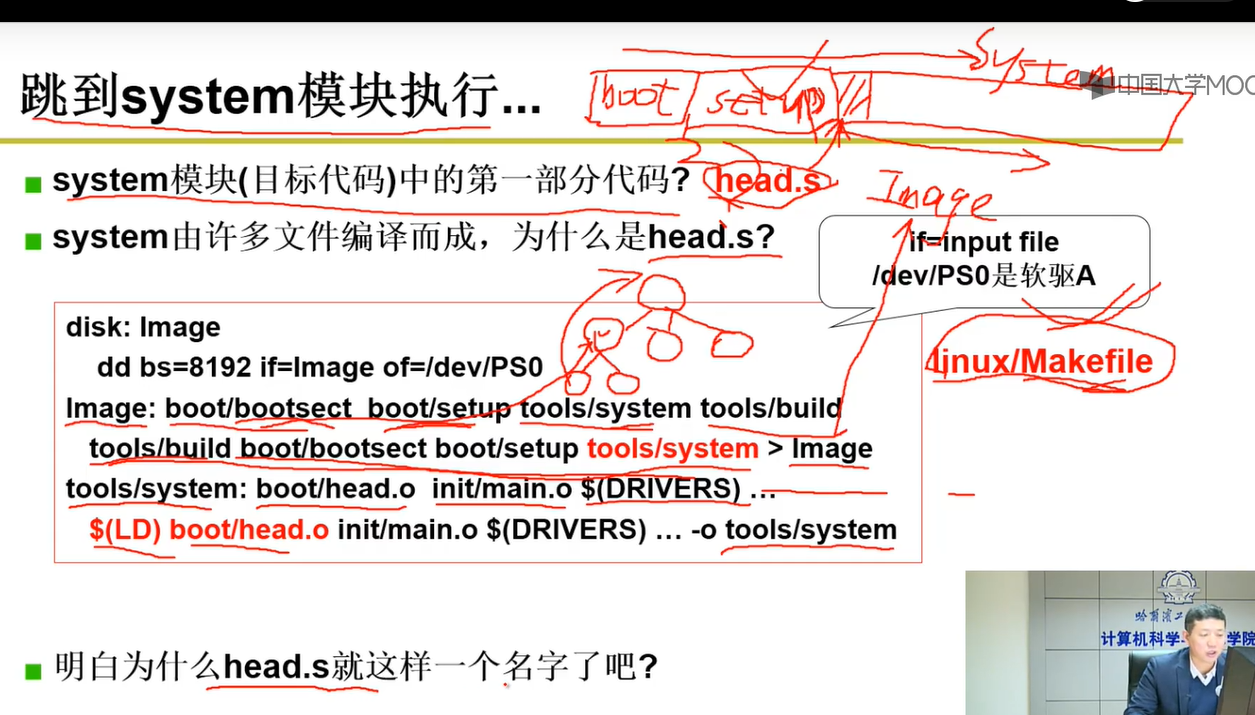 跳到system模块执行...
boot setup
System
中国大学MOO
system模块(目标代码)中的第一部分代码? head.s
Image
system由许多文件编译而成，为什么是head.s?
if=input file
/dev/PS0是软驱A
linux/Makefile
disk: Image
dd bs=8192 if=Image of=/dev/PS0
Image: boot/bootsect boot/setup tools/system tools/build
tools/build boot/bootsect boot/setup tools/system > Image
tools/system: boot/head.o init/main.o $(DRIVERS) …
$(LD) boot/head.o init/main.o $(DRIVERS) … -o tools/system
明白为什么head.s就这样一个名字了吧?
哈尔滨工
计算机科学 学院